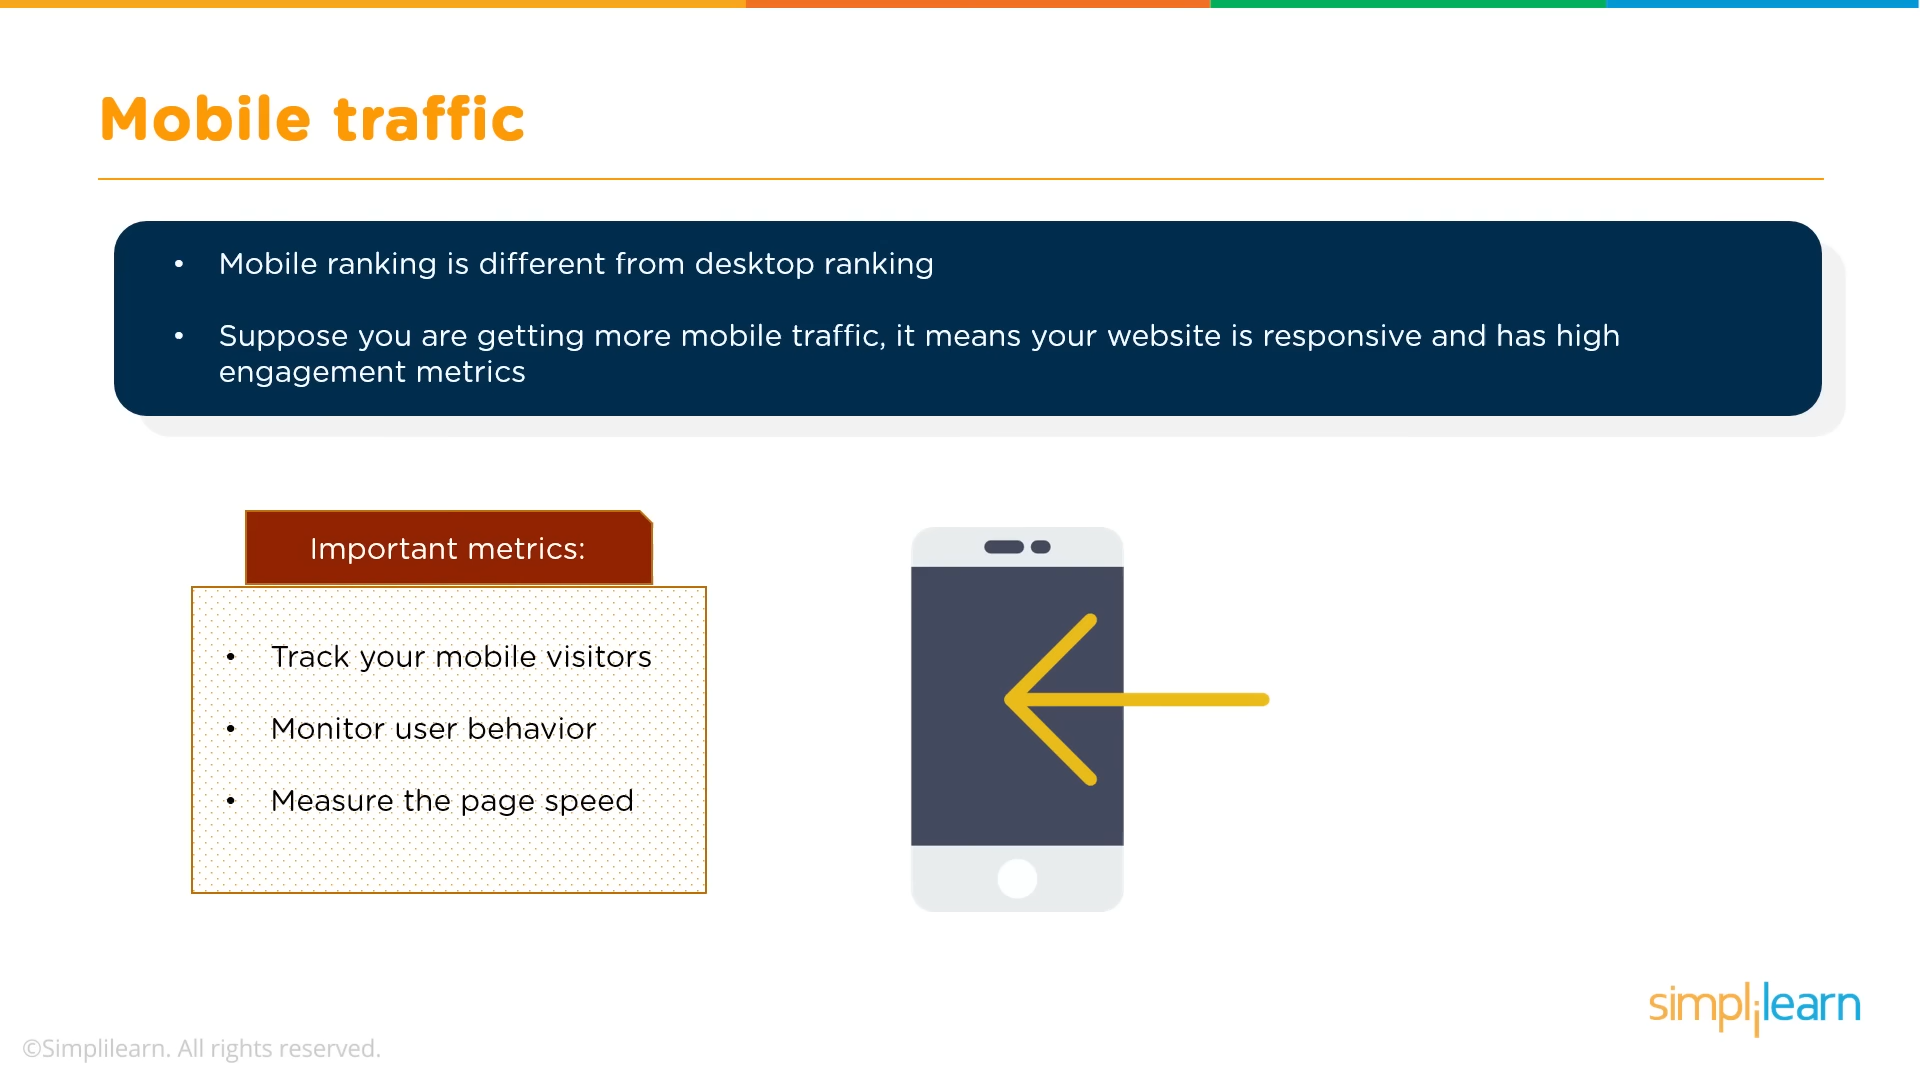 Mobile traffic
• Mobile ranking is different from desktop ranking
• Suppose you are getting more mobile traffic, it means your website is responsive and has high
engagement metrics
Important metrics:
• Track your mobile visitors
• Monitor user behavior
• Measure the page speed
simplilearn
©Simplilearn. All rights reserved.